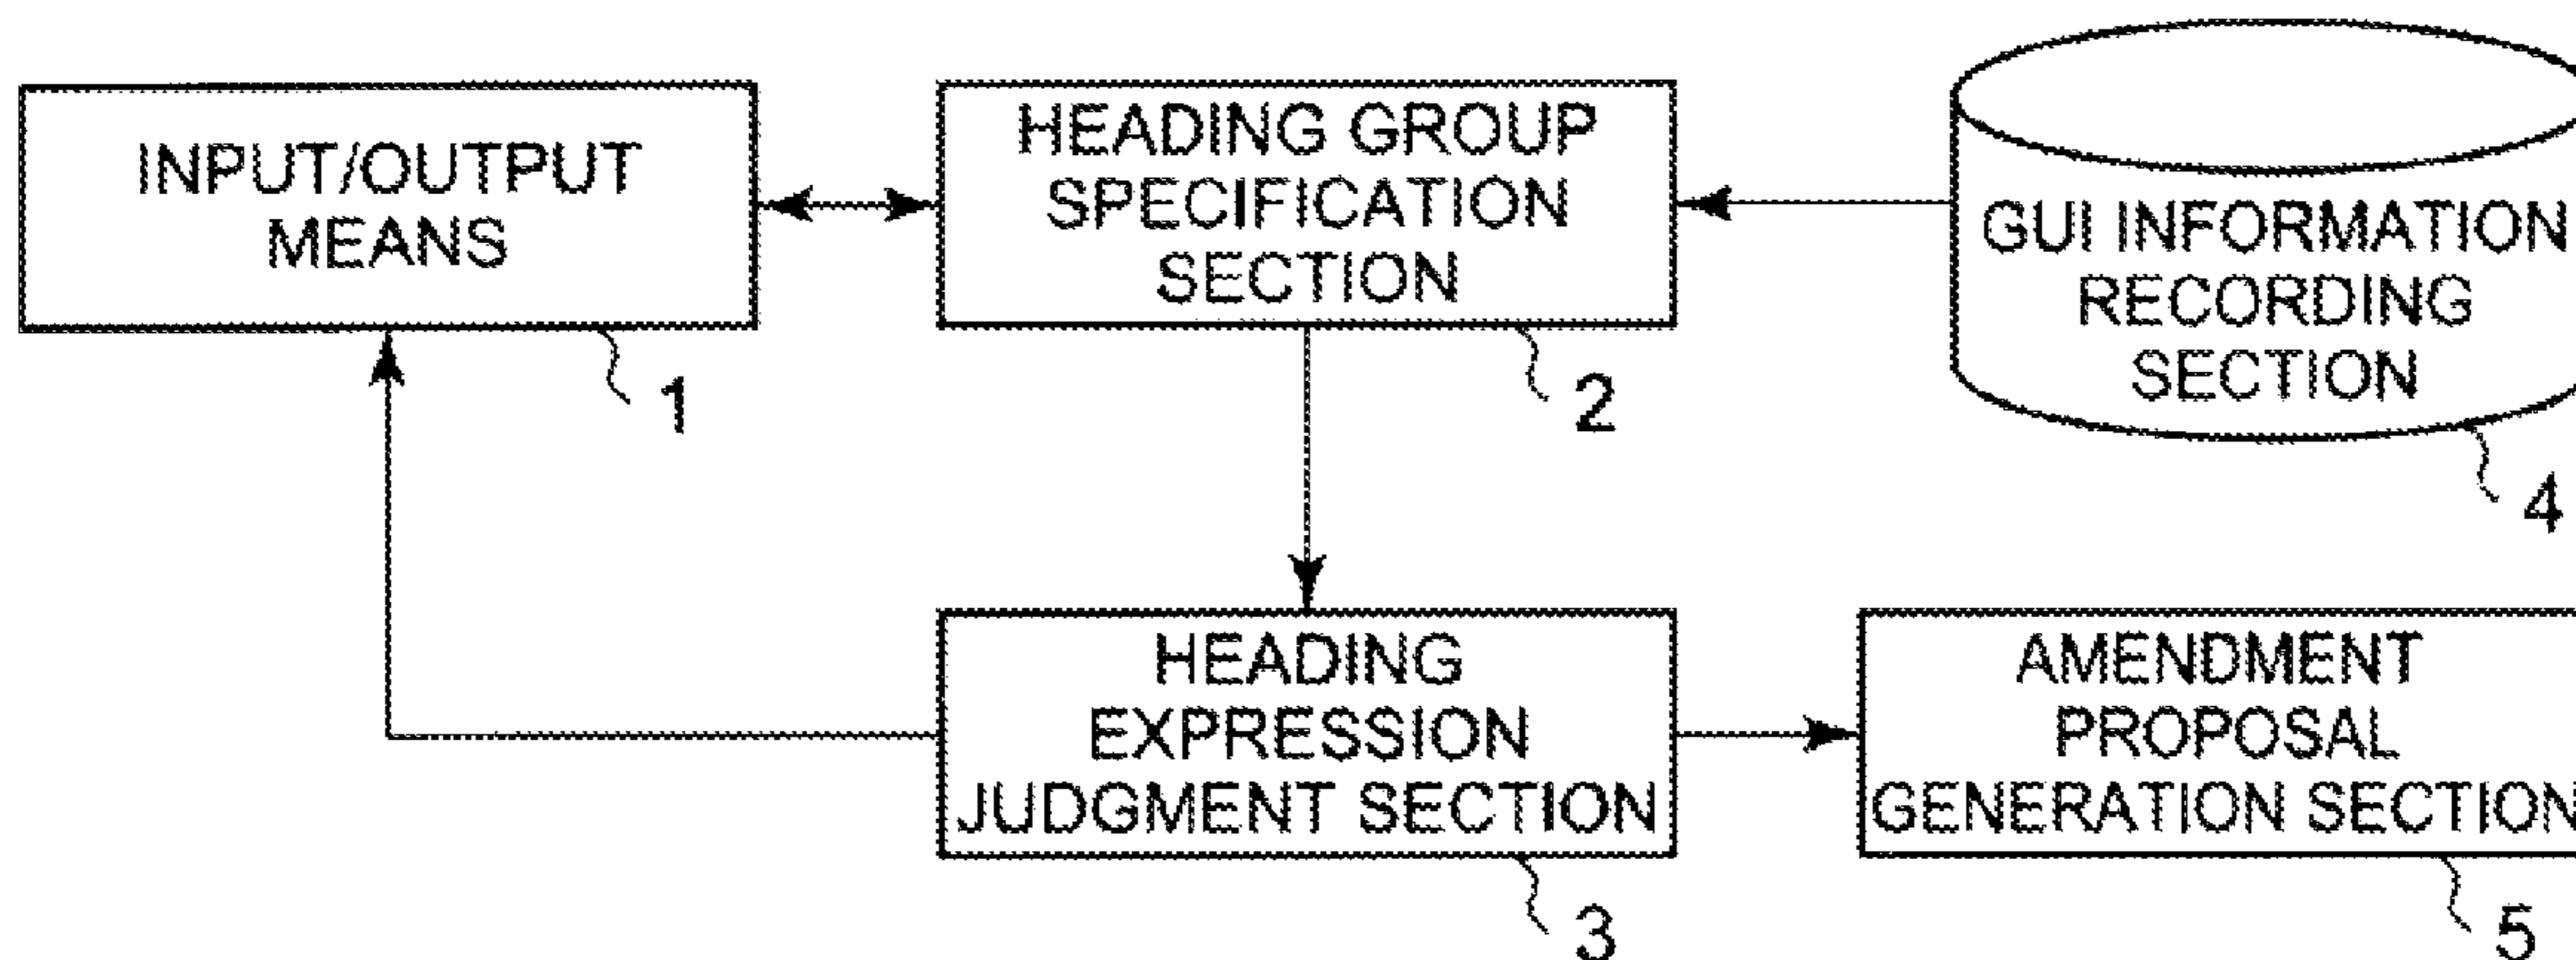 INPUT/OUTPUT
MEANS
1
HEADING GROUP
SPECIFICATION
SECTION
2
GUI INFORMATION
RECORDING
SECTION
4
HEADING
EXPRESSION
JUDGMENT SECTION
3
AMENDMENT
PROPOSAL
GENERATION SECTION
5